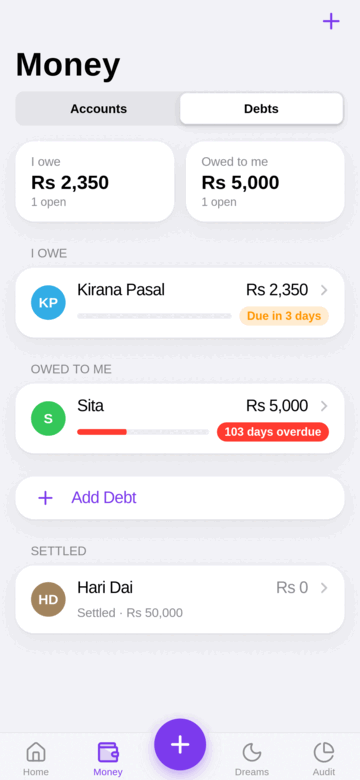 Money
Accounts
Debts
I owe
Rs 2,350
1 open
Owed to me
Rs 5,000
1 open
I OWE
KP
Kirana Pasal
Rs 2,350
Due in 3 days
OWED TO ME
S
Sita
Rs 5,000
103 days overdue
Add Debt
SETTLED
HD
Hari Dai
Rs 0
Settled · Rs 50,000
Home
Money
Dreams
Audit